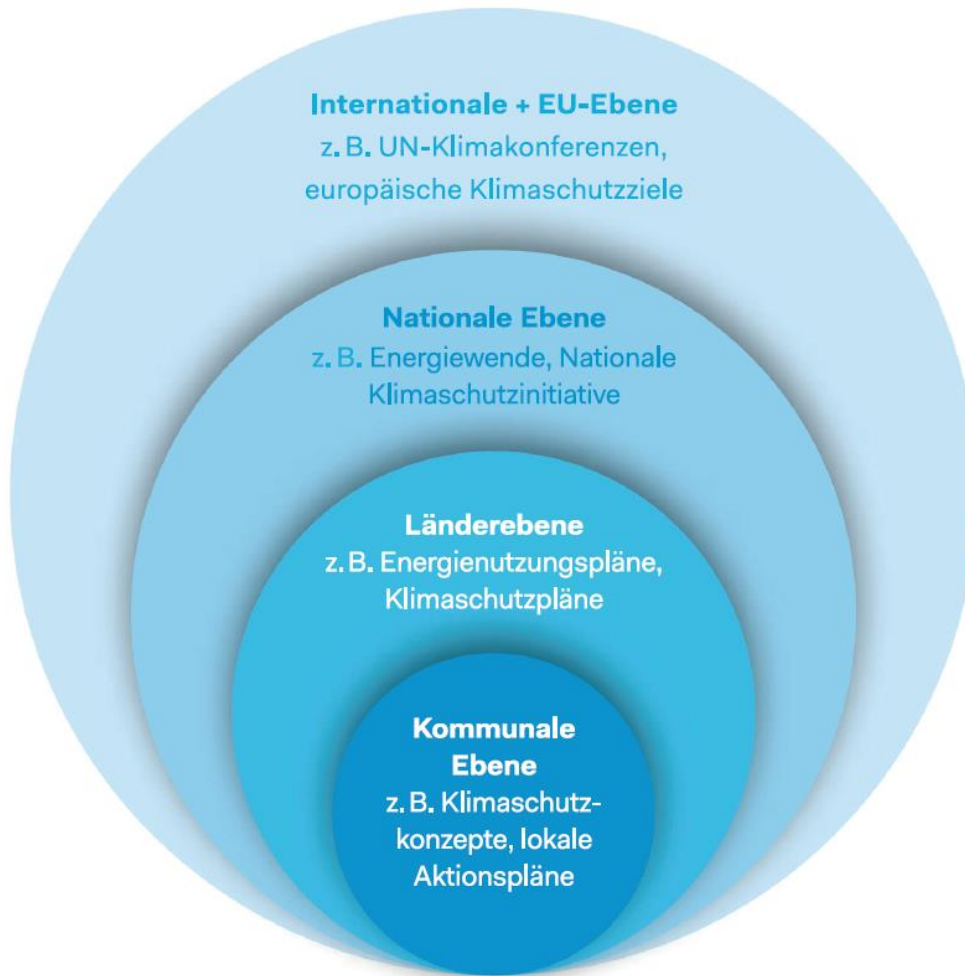 Internationale + EU-Ebene
z. B. UN-Klimakonferenzen,
europäische Klimaschutzziele
Nationale Ebene
z. B. Energiewende, Nationale
Klimaschutzinitiative
Länderebene
z. B. Energienutzungspläne,
Klimaschutzpläne
Kommunale
Ebene
z. B. Klimaschutz-
konzepte, lokale
Aktionspläne